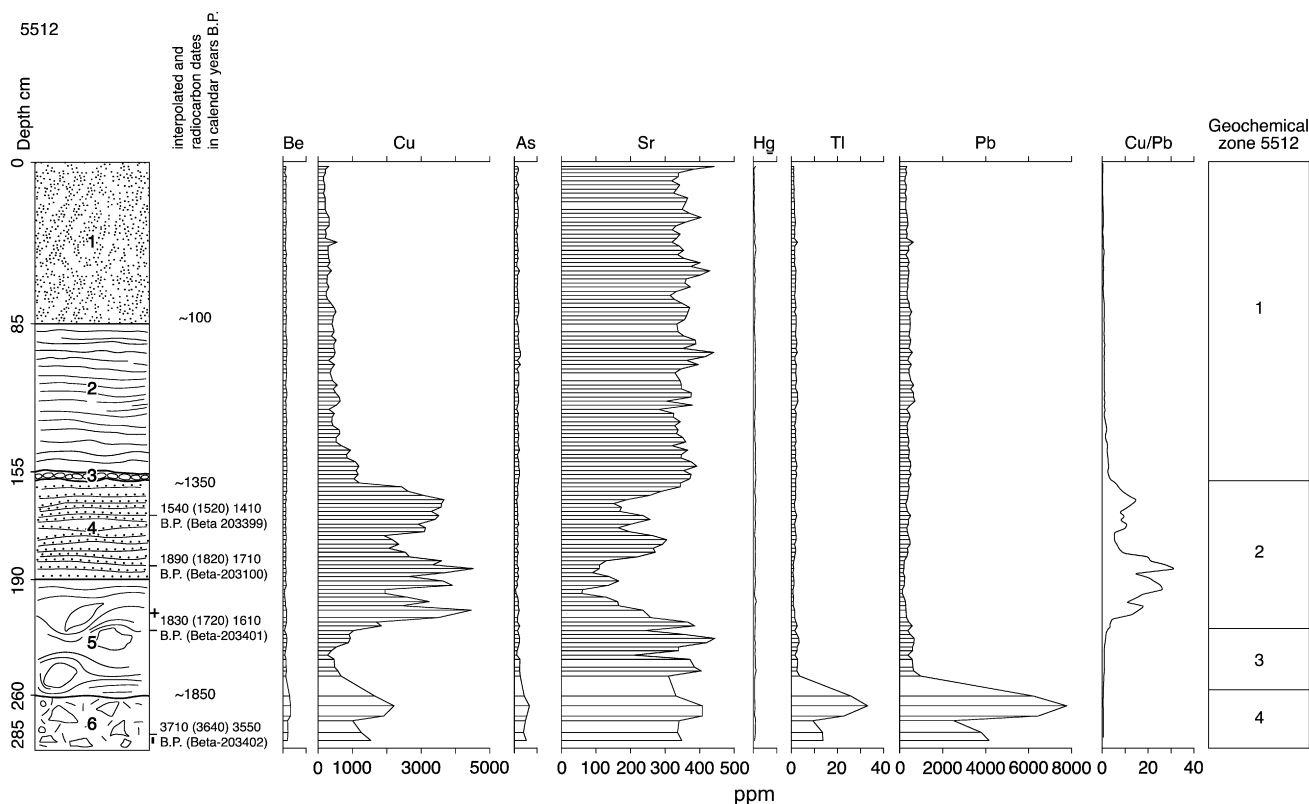 5512
Depth cm
interpolated and
radiocarbon dates
in calendar years B.P.
Be
Cu
As
Sr
Hg
Tl
Pb
Cu/Pb
Geochemical
zone 5512
0
85
155
190
260
285
1
2
3
4
5
6
~100
~1350
1540 (1520) 1410
B.P. (Beta 203399)
1890 (1820) 1710
B.P. (Beta-203100)
+
1830 (1720) 1610
B.P. (Beta-203401)
~1850
3710 (3640) 3550
B.P. (Beta-203402)
1
2
3
4
0 1000 3000 5000
0 100 200 300 400 500
0 40
0 2000 4000 6000 8000
0 20 40
ppm